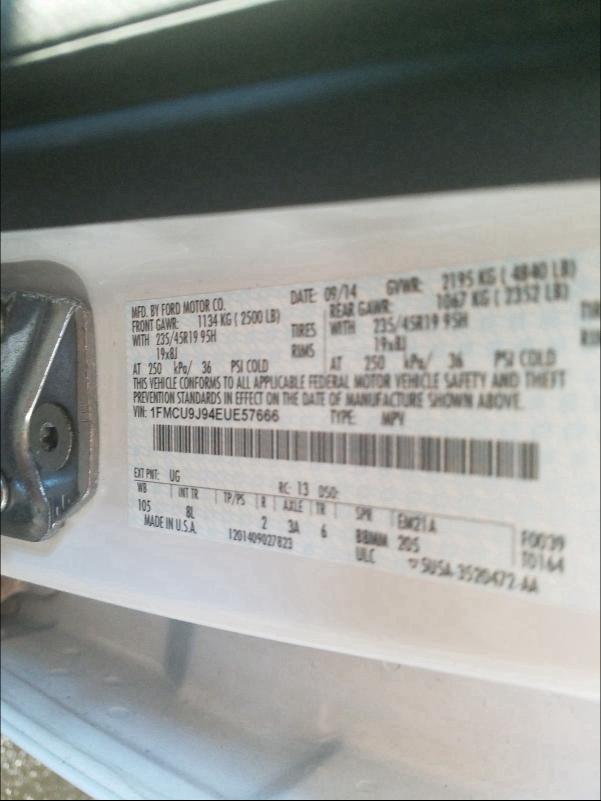 MFD. BY FORD MOTOR CO. DATE: 09/14 GVWR: 2195 KG ( 4840 LB)
FRONT GAWR: 1134 KG ( 2500 LB) REAR GAWR: 1067 KG ( 2352 LB)
WITH 235/45R19 95H TIRES WITH 235/45R19 95H
19x8J RIMS 19x8J
AT 250 kPa/ 36 PSI COLD AT 250 kPa/ 36 PSI COLD
THIS VEHICLE CONFORMS TO ALL APPLICABLE FEDERAL MOTOR VEHICLE SAFETY AND THEFT
PREVENTION STANDARDS IN EFFECT ON THE DATE OF MANUFACTURE SHOWN ABOVE.
VIN: 1FMCU9J94EUE57666 TYPE: MPV
EXT PNT: UG RC: 13 DSO:
WB INT TR TP/PS R AXLE TR SPR EM21A
105 8L 2 3A 6 BBMM 205 F0039
MADE IN U.S.A. 1201409027823 ULC T0164
5U5A-3520472-AA